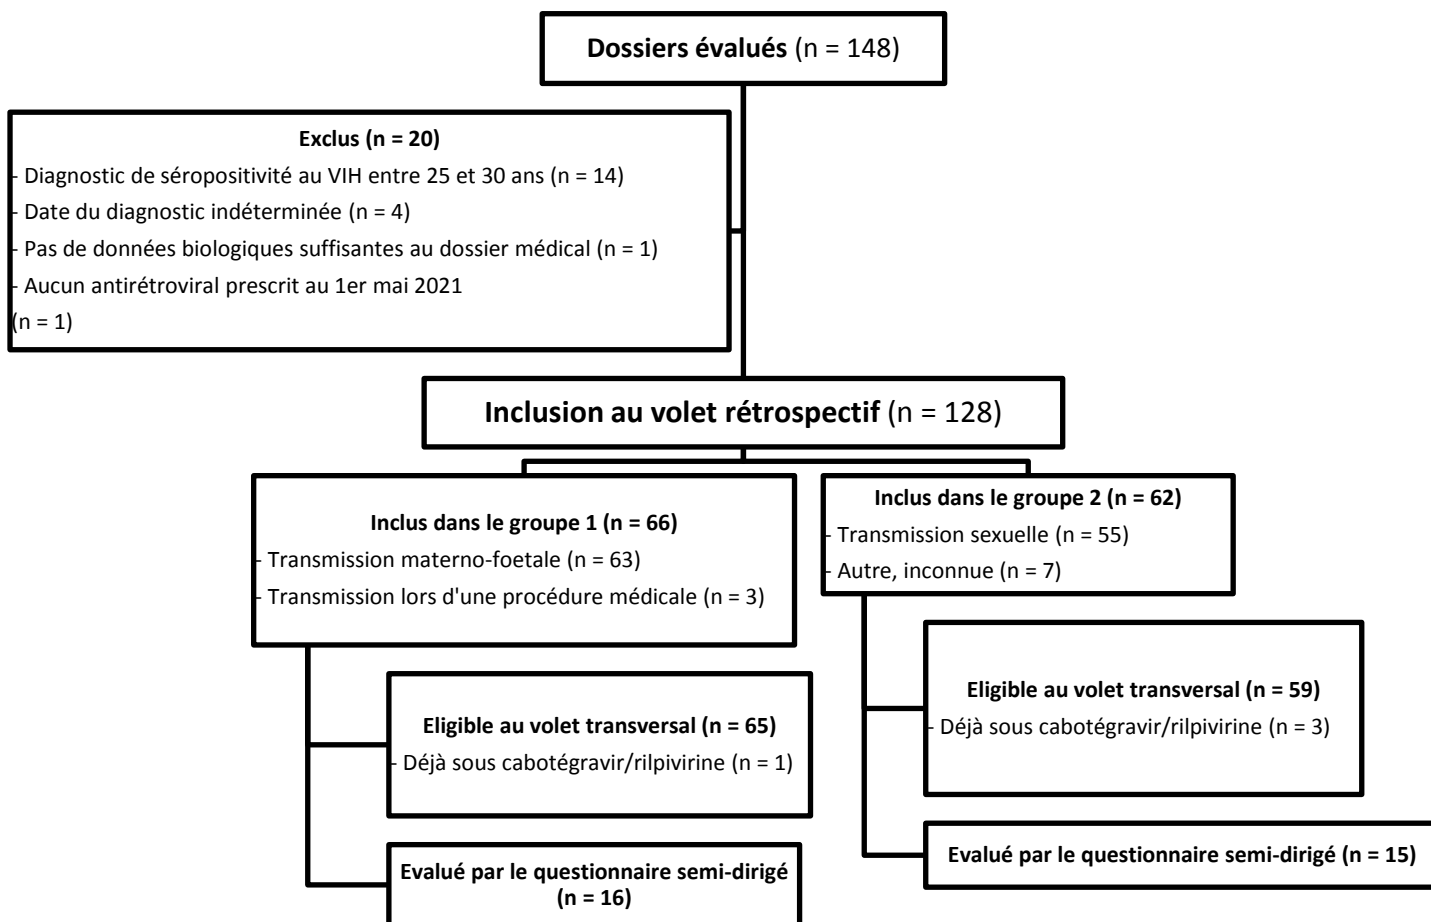 Dossiers évalués (n = 148)
Exclus (n = 20)
- Diagnostic de séropositivité au VIH entre 25 et 30 ans (n = 14)
- Date du diagnostic indéterminée (n = 4)
- Pas de données biologiques suffisantes au dossier médical (n = 1)
- Aucun antirétroviral prescrit au 1er mai 2021
(n = 1)
Inclusion au volet rétrospectif (n = 128)
Inclus dans le groupe 1 (n = 66)
- Transmission materno-foetale (n = 63)
- Transmission lors d'une procédure médicale (n = 3)
Eligible au volet transversal (n = 65)
- Déjà sous cabotégravir/rilpivirine (n = 1)
Evalué par le questionnaire semi-dirigé
(n = 16)
Inclus dans le groupe 2 (n = 62)
- Transmission sexuelle (n = 55)
- Autre, inconnue (n = 7)
Eligible au volet transversal (n = 59)
- Déjà sous cabotégravir/rilpivirine (n = 3)
Evalué par le questionnaire semi-dirigé (n = 15)